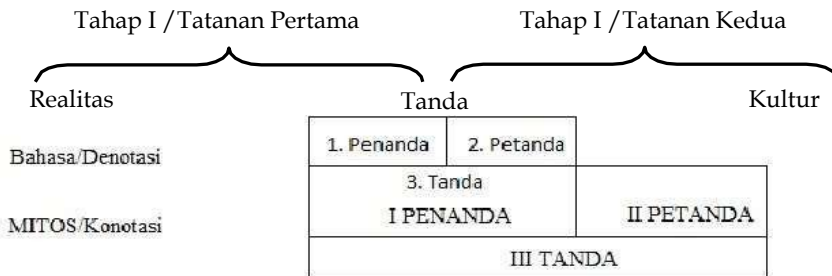 Tahap I /Tatanan Pertama Tahap I /Tatanan Kedua
Realitas Tanda Kultur
Bahasa/Denotasi 1. Penanda 2. Petanda
3. Tanda
MITOS/Konotasi I PENANDA II PETANDA
III TANDA